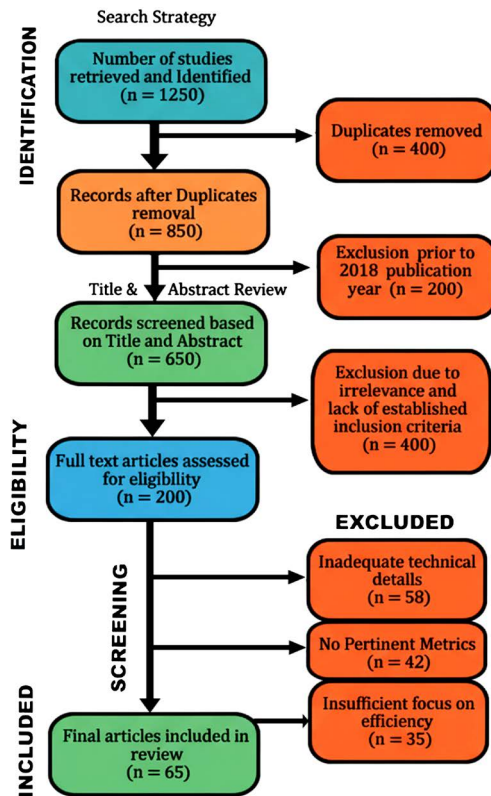 Search Strategy
IDENTIFICATION
Number of studies
retrieved and Identified
(n = 1250)
Duplicates removed
(n = 400)
Records after Duplicates
removal
(n = 850)
Exclusion prior to
2018 publication
year (n = 200)
Title & Abstract Review
Records screened based
on Title and Abstract
(n = 650)
Exclusion due to
irrelevance and
lack of established
inclusion criteria
(n = 400)
ELIGIBILITY
Full text articles assessed
for eligibility
(n = 200)
EXCLUDED
SCREENING
Inadequate technical
details
(n = 58)
No Pertinent Metrics
(n = 42)
Insufficient focus on
efficiency
(n = 35)
INCLUDED
Final articles included in
review
(n = 65)